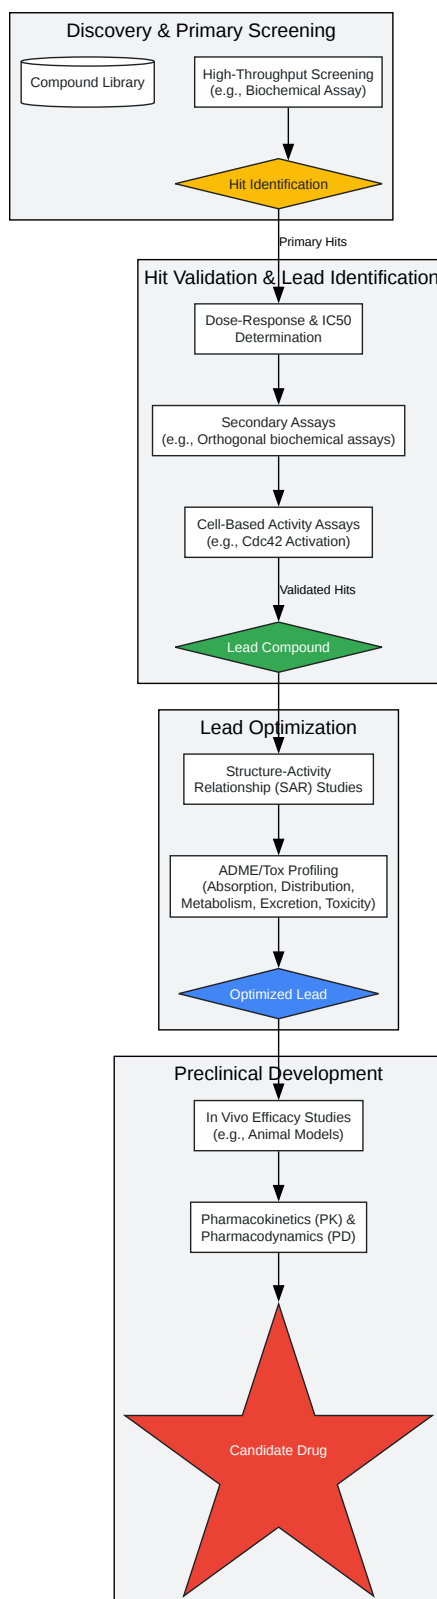 Discovery & Primary Screening
Compound Library
High-Throughput Screening
(e.g., Biochemical Assay)
Hit Identification
Primary Hits
Hit Validation & Lead Identification
Dose-Response & IC50
Determination
Secondary Assays
(e.g., Orthogonal biochemical assays)
Cell-Based Activity Assays
(e.g., Cdc42 Activation)
Validated Hits
Lead Compound
Lead Optimization
Structure-Activity
Relationship (SAR) Studies
ADME/Tox Profiling
(Absorption, Distribution,
Metabolism, Excretion, Toxicity)
Optimized Lead
Preclinical Development
In Vivo Efficacy Studies
(e.g., Animal Models)
Pharmacokinetics (PK) &
Pharmacodynamics (PD)
Candidate Drug